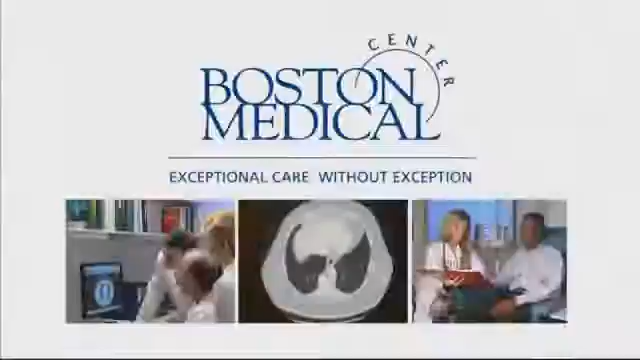 CENTER
BOSTON
MEDICAL
EXCEPTIONAL CARE WITHOUT EXCEPTION